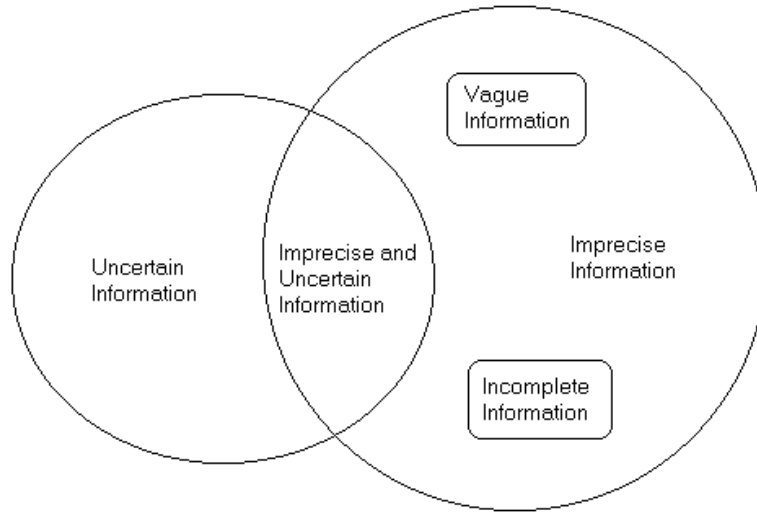 Vague
Information
Uncertain
Information
Imprecise and
Uncertain
Information
Imprecise
Information
Incomplete
Information